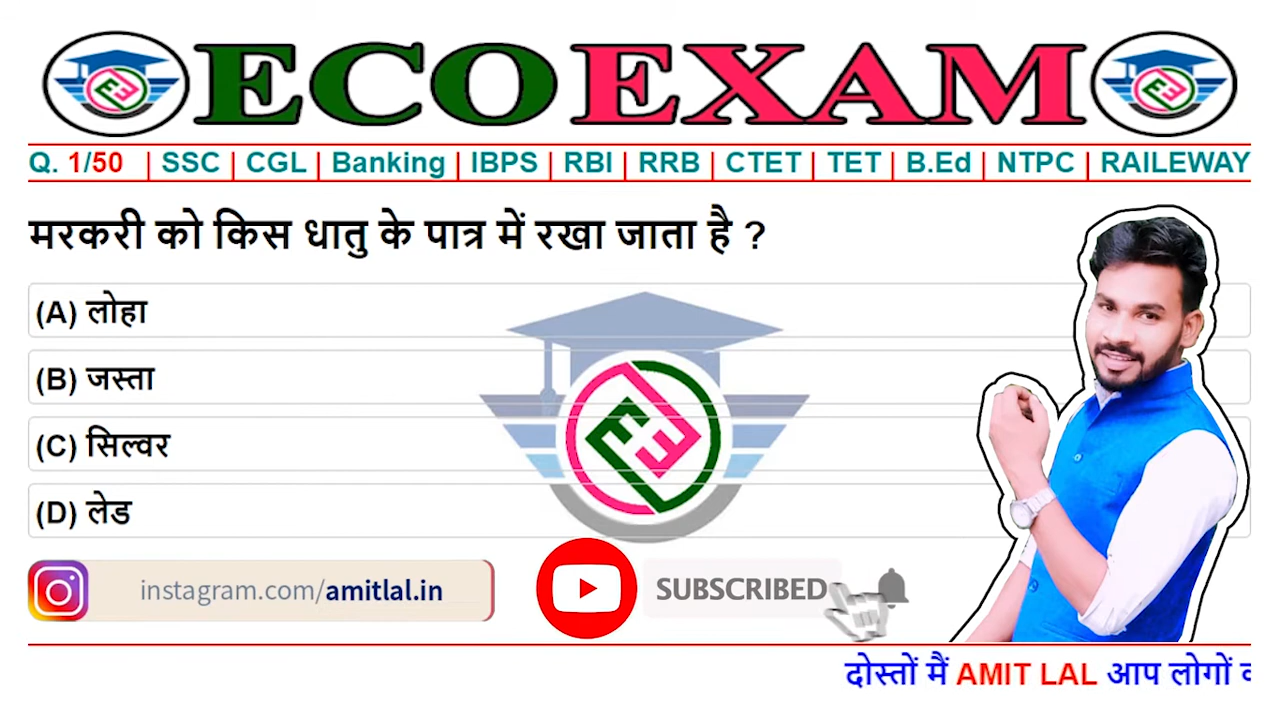 ECO EXAM
Q. 1/50 | SSC | CGL | Banking | IBPS | RBI | RRB | CTET | TET | B.Ed | NTPC | RAILEWAY
मरकरी को किस धातु के पात्र में रखा जाता है ?
(A) लोहा
(B) जस्ता
(C) सिल्वर
(D) लेड
instagram.com/amitlal.in
SUBSCRIBED
दोस्तों मैं AMIT LAL आप लोगों